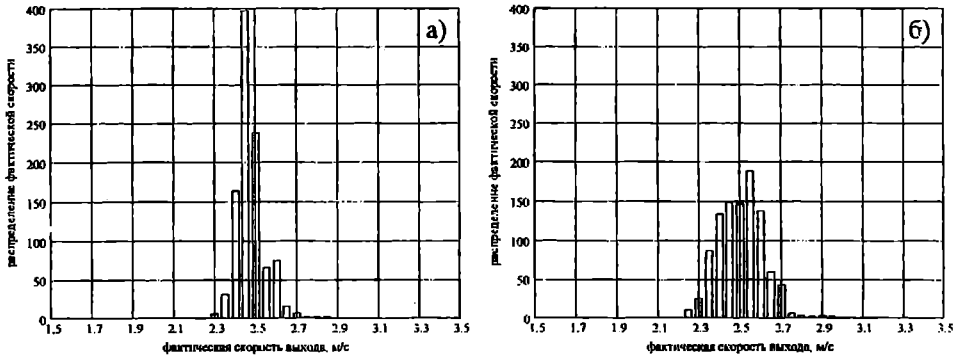 а)
400
350
300
250
200
150
100
50
0
распределение фактической скорости
1.5 1.7 1.9 2.1 2.3 2.5 2.7 2.9 3.1 3.3 3.5
фактическая скорость выхода, м/с
б)
400
350
300
250
200
150
100
50
0
распределение фактической скорости
1.5 1.7 1.9 2.1 2.3 2.5 2.7 2.9 3.1 3.3 3.5
фактическая скорость выхода, м/с